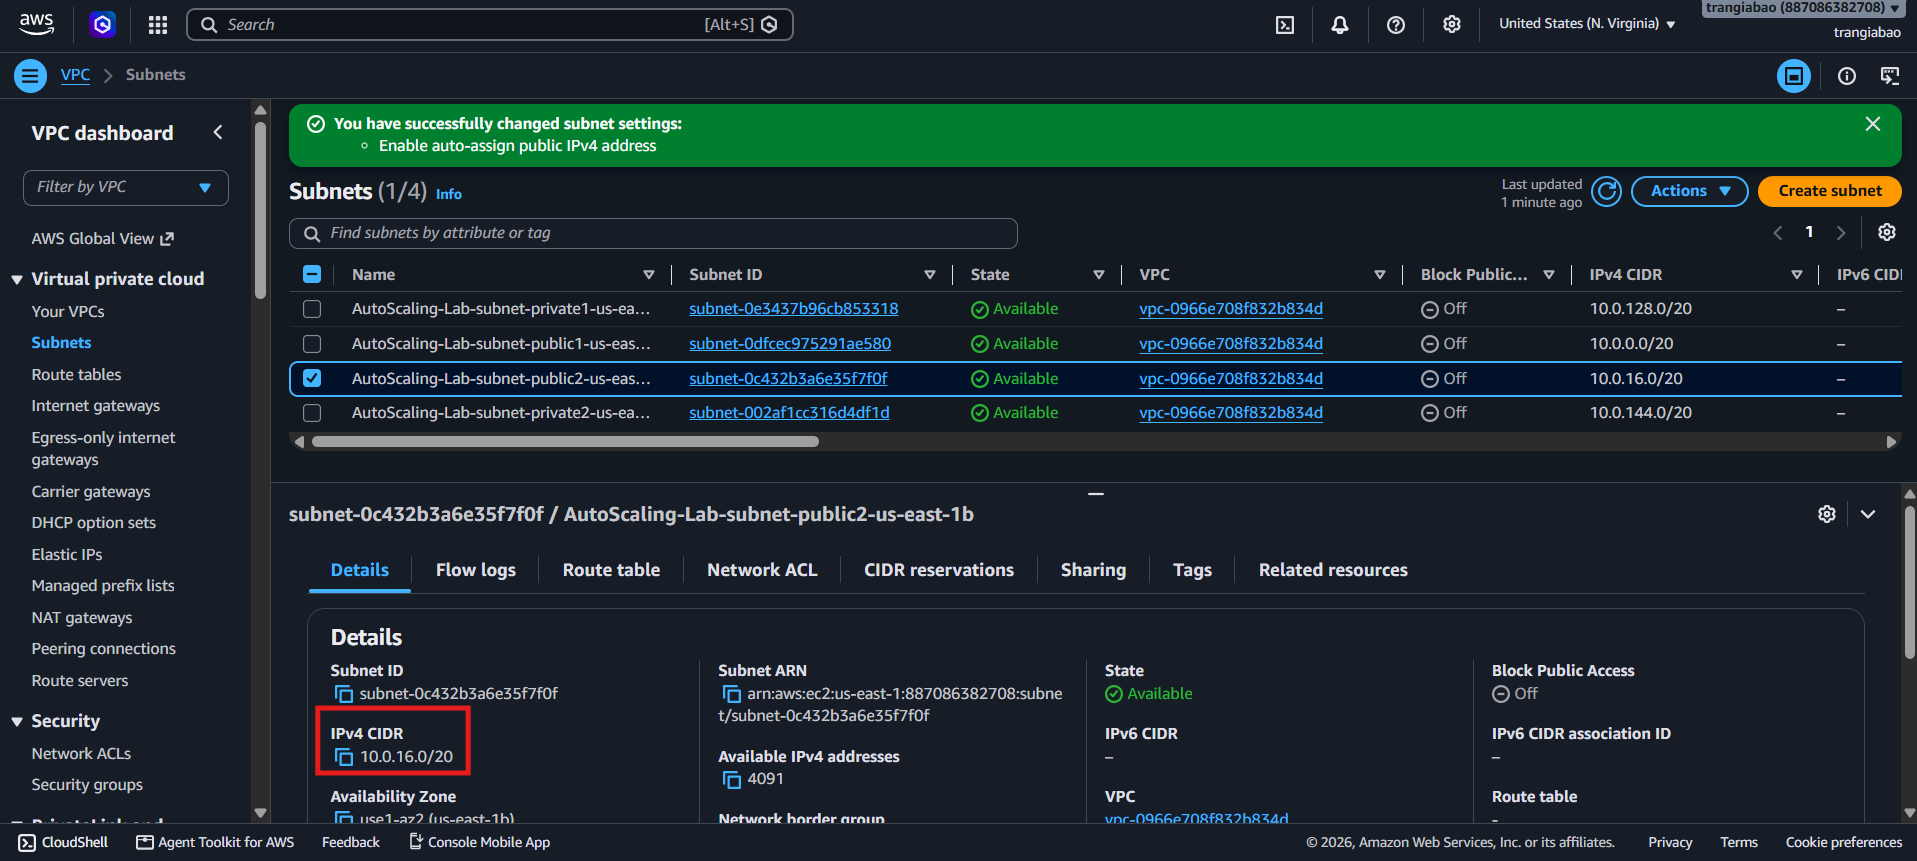 aws
Search [Alt+S]
United States (N. Virginia)
trangiabao (887086382708)
trangiabao
VPC
Subnets
VPC dashboard
Filter by VPC
AWS Global View
Virtual private cloud
Your VPCs
Subnets
Route tables
Internet gateways
Egress-only internet
gateways
Carrier gateways
DHCP option sets
Elastic IPs
Managed prefix lists
NAT gateways
Peering connections
Route servers
Security
Network ACLs
Security groups
You have successfully changed subnet settings:
Enable auto-assign public IPv4 address
Subnets (1/4) Info
Last updated
1 minute ago
Actions
Create subnet
Find subnets by attribute or tag
1
Name Subnet ID State VPC Block Public... IPv4 CIDR IPv6 CIDI
AutoScaling-Lab-subnet-private1-us-ea... subnet-0e3437b96cb853318 Available vpc-0966e708f832b834d Off 10.0.128.0/20 –
AutoScaling-Lab-subnet-public1-us-eas... subnet-0dfcec975291ae580 Available vpc-0966e708f832b834d Off 10.0.0.0/20 –
AutoScaling-Lab-subnet-public2-us-eas... subnet-0c432b3a6e35f7f0f Available vpc-0966e708f832b834d Off 10.0.16.0/20 –
AutoScaling-Lab-subnet-private2-us-ea... subnet-002af1cc316d4df1d Available vpc-0966e708f832b834d Off 10.0.144.0/20 –
subnet-0c432b3a6e35f7f0f / AutoScaling-Lab-subnet-public2-us-east-1b
Details Flow logs Route table Network ACL CIDR reservations Sharing Tags Related resources
Details
Subnet ID
subnet-0c432b3a6e35f7f0f
IPv4 CIDR
10.0.16.0/20
Availability Zone
use1-az2 (us-east-1b)
Subnet ARN
arn:aws:ec2:us-east-1:887086382708:subne
t/subnet-0c432b3a6e35f7f0f
Available IPv4 addresses
4091
Network border group
State
Available
IPv6 CIDR
–
VPC
vpc-0966e708f832b834d
Block Public Access
Off
IPv6 CIDR association ID
–
Route table
-
CloudShell
Agent Toolkit for AWS
Feedback
Console Mobile App
© 2026, Amazon Web Services, Inc. or its affiliates.
Privacy
Terms
Cookie preferences